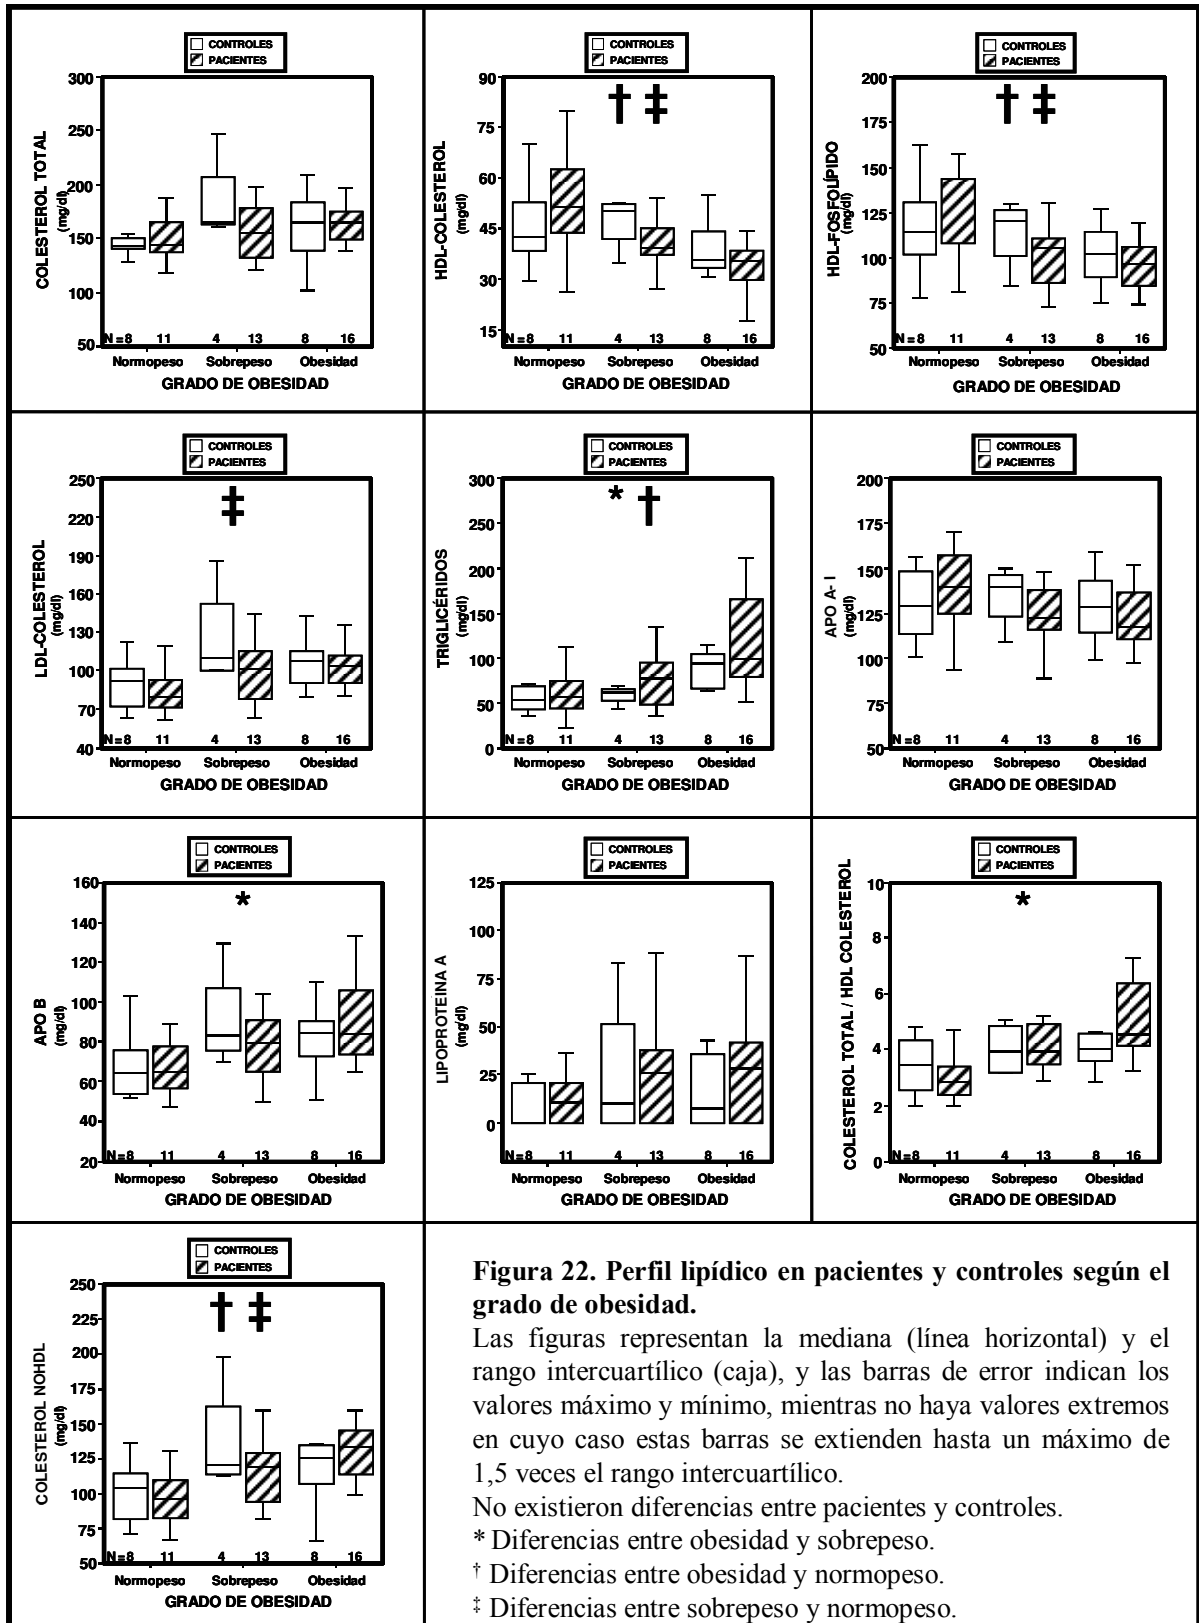 CONTROLES
PACIENTES
300
250
200
150
100
50
COLESTEROL TOTAL
(mg/dl)
N=8 11 4 13 8 16
Normopeso Sobrepeso Obesidad
GRADO DE OBESIDAD
CONTROLES
PACIENTES
90
75
60
45
30
15
HDL-COLESTEROL
(mg/dl)
† ‡
N=8 11 4 13 8 16
Normopeso Sobrepeso Obesidad
GRADO DE OBESIDAD
CONTROLES
PACIENTES
200
175
150
125
100
75
50
HDL-FOSFOLÍPIDO
(mg/dl)
† ‡
N=8 11 4 13 8 16
Normopeso Sobrepeso Obesidad
GRADO DE OBESIDAD
CONTROLES
PACIENTES
250
220
190
160
130
100
70
40
LDL-COLESTEROL
(mg/dl)
‡
N=8 11 4 13 8 16
Normopeso Sobrepeso Obesidad
GRADO DE OBESIDAD
CONTROLES
PACIENTES
300
250
200
150
100
50
0
TRIGLICÉRIDOS
(mg/dl)
* †
N=8 11 4 13 8 16
Normopeso Sobrepeso Obesidad
GRADO DE OBESIDAD
CONTROLES
PACIENTES
200
175
150
125
100
75
50
APO A- I
(mg/dl)
N=8 11 4 13 8 16
Normopeso Sobrepeso Obesidad
GRADO DE OBESIDAD
CONTROLES
PACIENTES
160
140
120
100
80
60
40
20
APO B
(mg/dl)
*
N=8 11 4 13 8 16
Normopeso Sobrepeso Obesidad
GRADO DE OBESIDAD
CONTROLES
PACIENTES
125
100
75
50
25
0
LIPOPROTEÍNA A
(mg/dl)
N=8 11 4 13 8 16
Normopeso Sobrepeso Obesidad
GRADO DE OBESIDAD
CONTROLES
PACIENTES
10
8
6
4
2
0
COLESTEROL TOTAL / HDL COLESTEROL
*
N=8 11 4 13 8 16
Normopeso Sobrepeso Obesidad
GRADO DE OBESIDAD
CONTROLES
PACIENTES
250
225
200
175
150
125
100
75
50
COLESTEROL NOHDL
(mg/dl)
† ‡
N=8 11 4 13 8 16
Normopeso Sobrepeso Obesidad
GRADO DE OBESIDAD
Figura 22. Perfil lipídico en pacientes y controles según el
grado de obesidad.
Las figuras representan la mediana (línea horizontal) y el
rango intercuartílico (caja), y las barras de error indican los
valores máximo y mínimo, mientras no haya valores extremos
en cuyo caso estas barras se extienden hasta un máximo de
1,5 veces el rango intercuartílico.
No existieron diferencias entre pacientes y controles.
* Diferencias entre obesidad y sobrepeso.
† Diferencias entre obesidad y normopeso.
‡ Diferencias entre sobrepeso y normopeso.